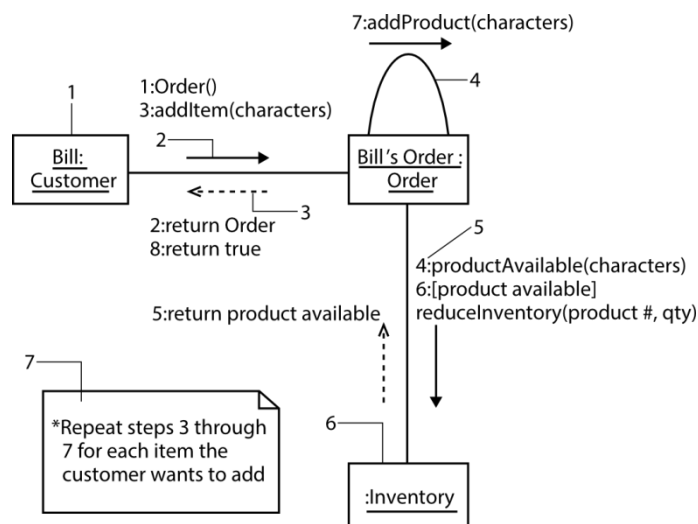 7:addProduct(characters)
1
1:Order()
3:addItem(characters)
4
2
Bill:
Customer
Bill's Order :
Order
3
2:return Order
8:return true
5
4:productAvailable(characters)
6:[product available]
reduceInventory(product #, qty)
5:return product available
7
*Repeat steps 3 through
7 for each item the
customer wants to add
6
:Inventory